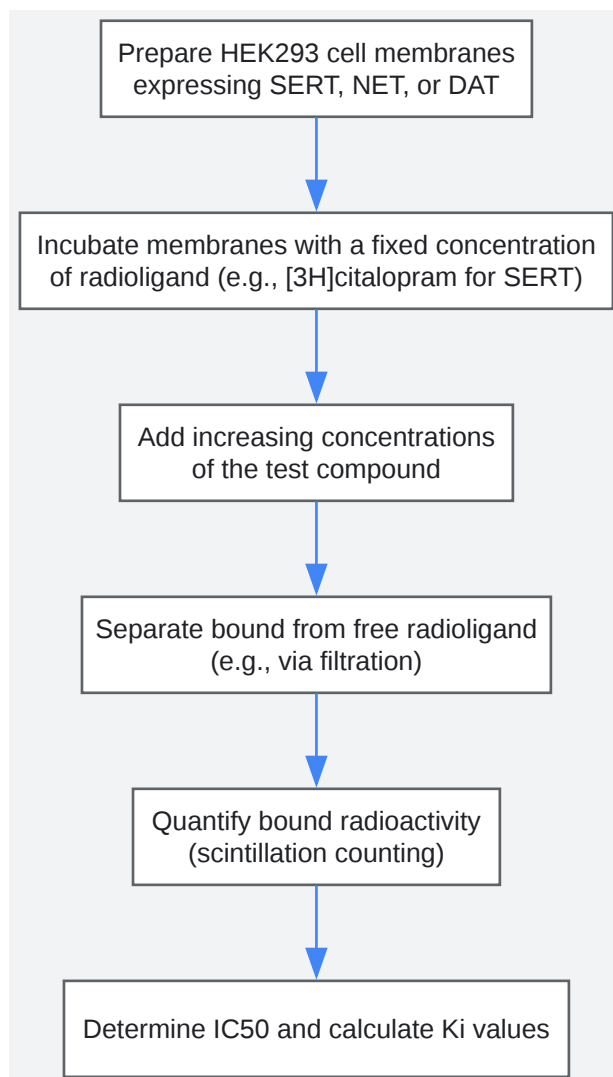 Prepare HEK293 cell membranes
expressing SERT, NET, or DAT
Incubate membranes with a fixed concentration
of radioligand (e.g., [3H]citalopram for SERT)
Add increasing concentrations
of the test compound
Separate bound from free radioligand
(e.g., via filtration)
Quantify bound radioactivity
(scintillation counting)
Determine IC50 and calculate Ki values